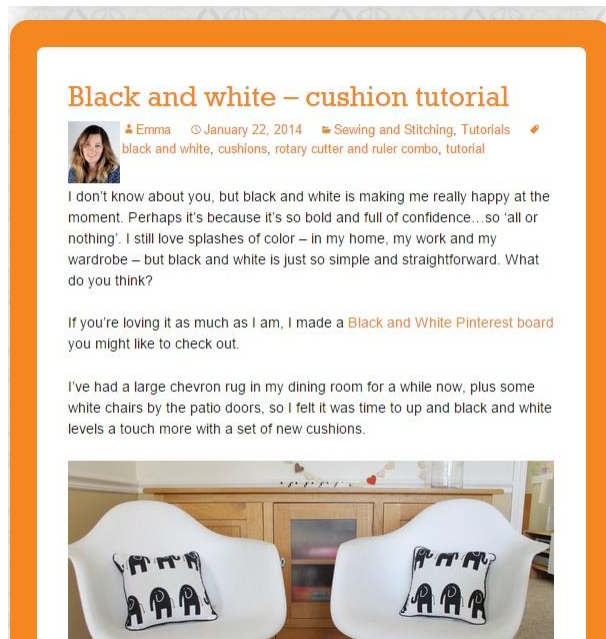 Black and white – cushion tutorial
Emma January 22, 2014 Sewing and Stitching, Tutorials
black and white, cushions, rotary cutter and ruler combo, tutorial
I don't know about you, but black and white is making me really happy at the
moment. Perhaps it's because it's so bold and full of confidence…so 'all or
nothing'. I still love splashes of color – in my home, my work and my
wardrobe – but black and white is just so simple and straightforward. What
do you think?
If you're loving it as much as I am, I made a Black and White Pinterest board
you might like to check out.
I've had a large chevron rug in my dining room for a while now, plus some
white chairs by the patio doors, so I felt it was time to up and black and white
levels a touch more with a set of new cushions.